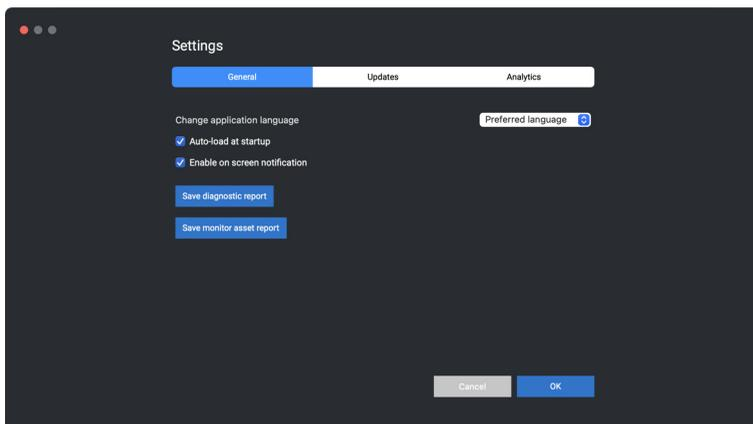 Settings
General
Updates
Analytics
Change application language
Preferred language
Auto-load at startup
Enable on screen notification
Save diagnostic report
Save monitor asset report
Cancel
OK